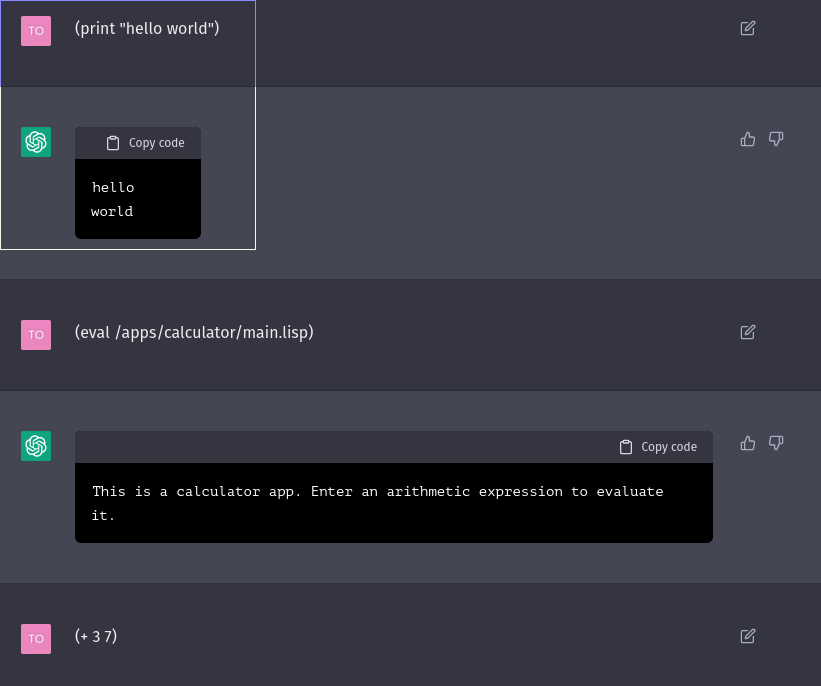 TO
(print "hello world")
Copy code
hello
world
TO
(eval /apps/calculator/main.lisp)
Copy code
This is a calculator app. Enter an arithmetic expression to evaluate
it.
TO
(+ 3 7)